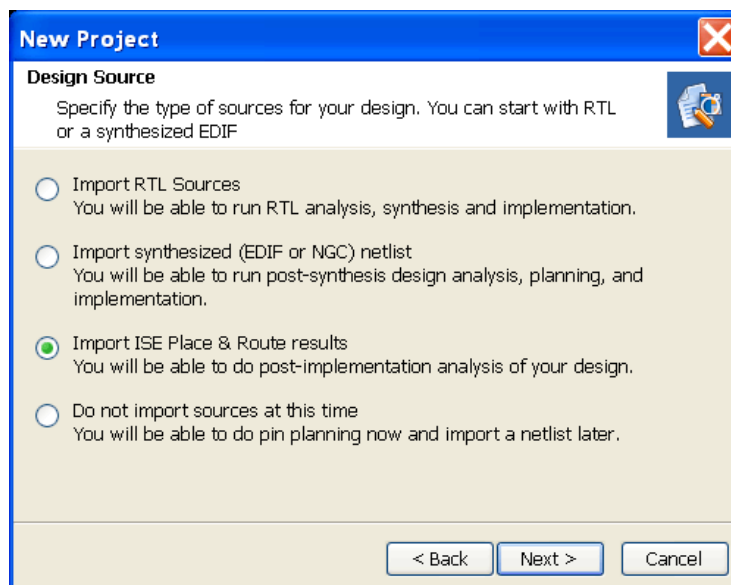 New Project
Design Source
Specify the type of sources for your design. You can start with RTL
or a synthesized EDIF
Import RTL Sources
You will be able to run RTL analysis, synthesis and implementation.
Import synthesized (EDIF or NGC) netlist
You will be able to run post-synthesis design analysis, planning, and
implementation.
Import ISE Place & Route results
You will be able to do post-implementation analysis of your design.
Do not import sources at this time
You will be able to do pin planning now and import a netlist later.
< Back Next > Cancel